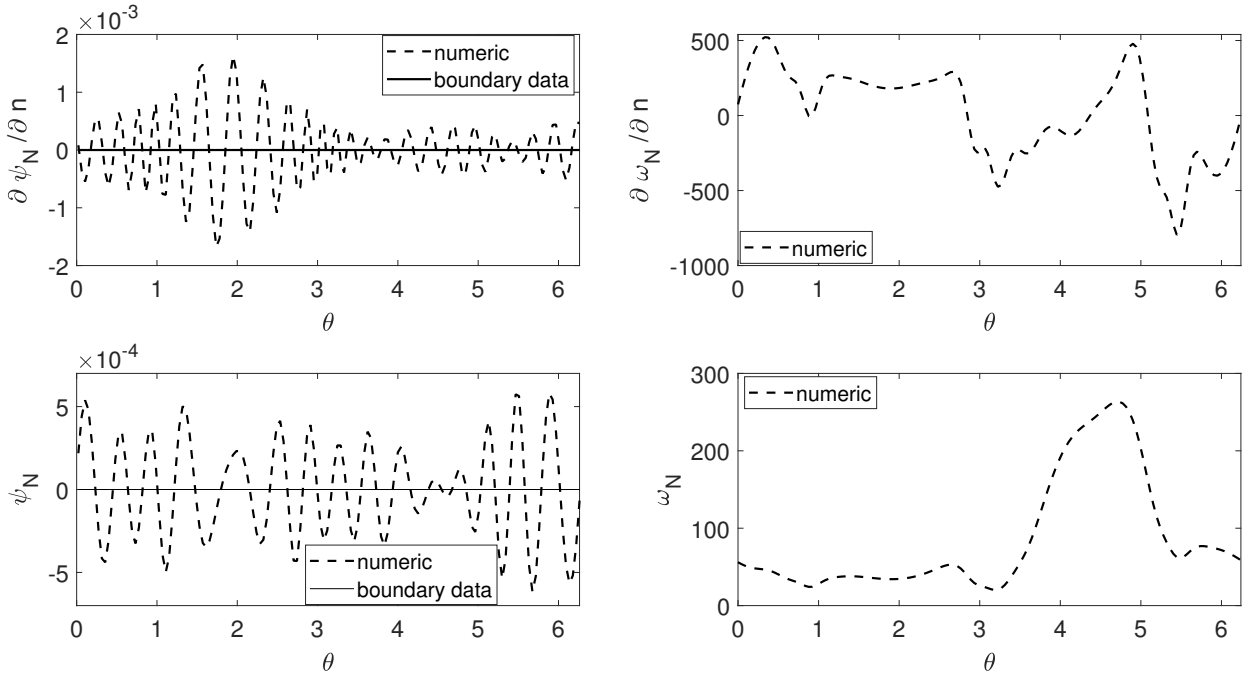 ×10⁻³
2
1
0
-1
-2
∂ ψ_N /∂ n
numeric
boundary data
0 1 2 3 4 5 6
θ
500
0
-500
-1000
∂ ω_N /∂ n
numeric
0 1 2 3 4 5 6
θ
×10⁻⁴
5
0
-5
ψ_N
numeric
boundary data
0 1 2 3 4 5 6
θ
300
200
100
0
ω_N
numeric
0 1 2 3 4 5 6
θ